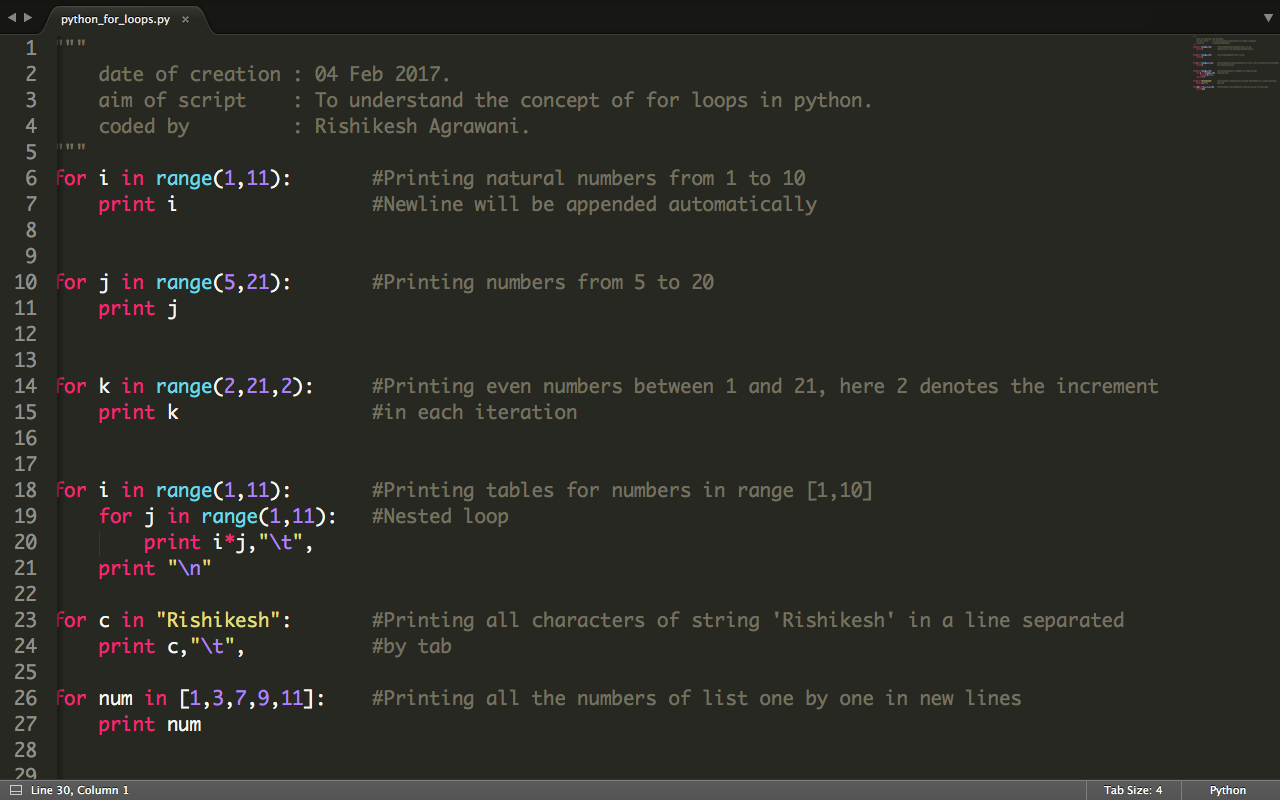 python_for_loops.py ×
1 """
2     date of creation : 04 Feb 2017.
3     aim of script    : To understand the concept of for loops in python.
4     coded by         : Rishikesh Agrawani.
5 """
6 for i in range(1,11):       #Printing natural numbers from 1 to 10
7     print i                 #Newline will be appended automatically
8
9
10 for j in range(5,21):       #Printing numbers from 5 to 20
11     print j
12
13
14 for k in range(2,21,2):     #Printing even numbers between 1 and 21, here 2 denotes the increment
15     print k                 #in each iteration
16
17
18 for i in range(1,11):       #Printing tables for numbers in range [1,10]
19     for j in range(1,11):   #Nested loop
20         print i*j,"\t",
21     print "\n"
22
23 for c in "Rishikesh":       #Printing all characters of string 'Rishikesh' in a line separated
24     print c,"\t",           #by tab
25
26 for num in [1,3,7,9,11]:    #Printing all the numbers of list one by one in new lines
27     print num
28
29
Line 30, Column 1 Tab Size: 4 Python